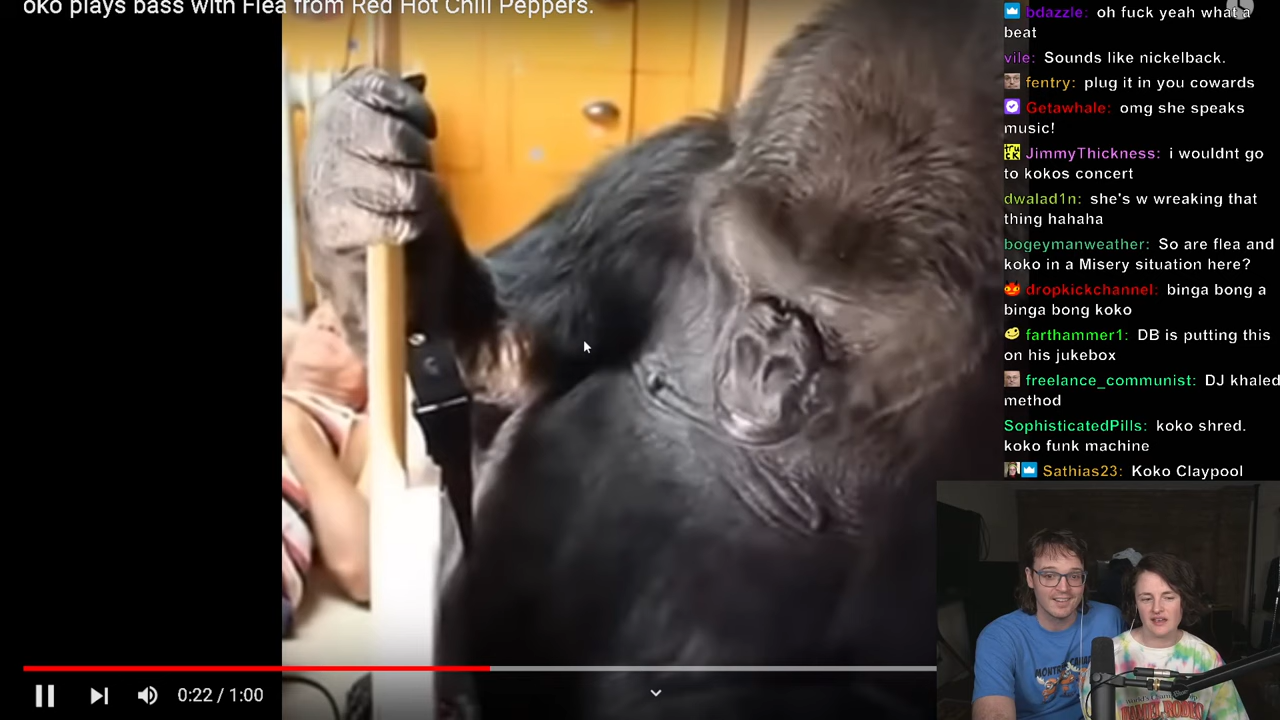 oko plays bass with Flea from Red Hot Chili Peppers.
bdazzle: oh fuck yeah what a
beat
vile: Sounds like nickelback.
fentry: plug it in you cowards
Getawhale: omg she speaks
music!
JimmyThickness: i wouldnt go
to kokos concert
dwalad1n: she's w wreaking that
thing hahaha
bogeymanweather: So are flea and
koko in a Misery situation here?
dropkickchannel: binga bong a
binga bong koko
farthammer1: DB is putting this
on his jukebox
freelance_communist: DJ khaled
method
SophisticatedPills: koko shred.
koko funk machine
Sathias23: Koko Claypool
0:22 / 1:00